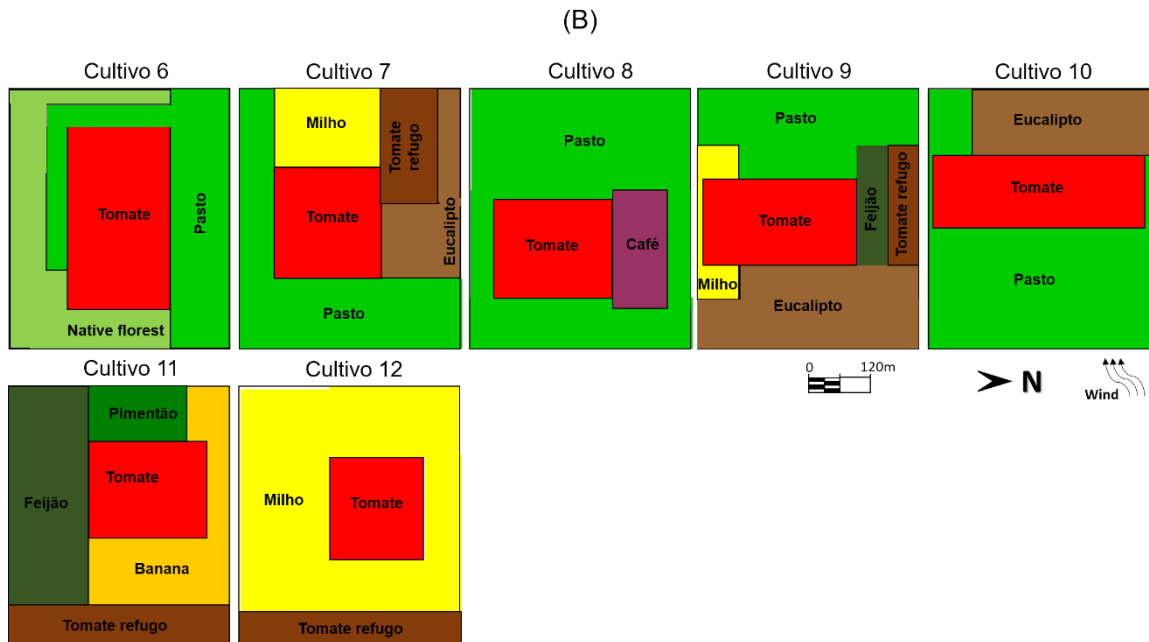 (B)
Cultivo 6
Cultivo 7
Cultivo 8
Cultivo 9
Cultivo 10
Tomate
Pasto
Native florest
Milho
Tomate
refugo
Tomate
Eucalipto
Pasto
Pasto
Tomate
Café
Pasto
Tomate
Feijão
Tomate refugo
Milho
Eucalipto
Eucalipto
Tomate
Pasto
Cultivo 11
Cultivo 12
0
120m
N
Wind
Pimentão
Tomate
Feijão
Banana
Tomate refugo
Milho
Tomate
Tomate refugo